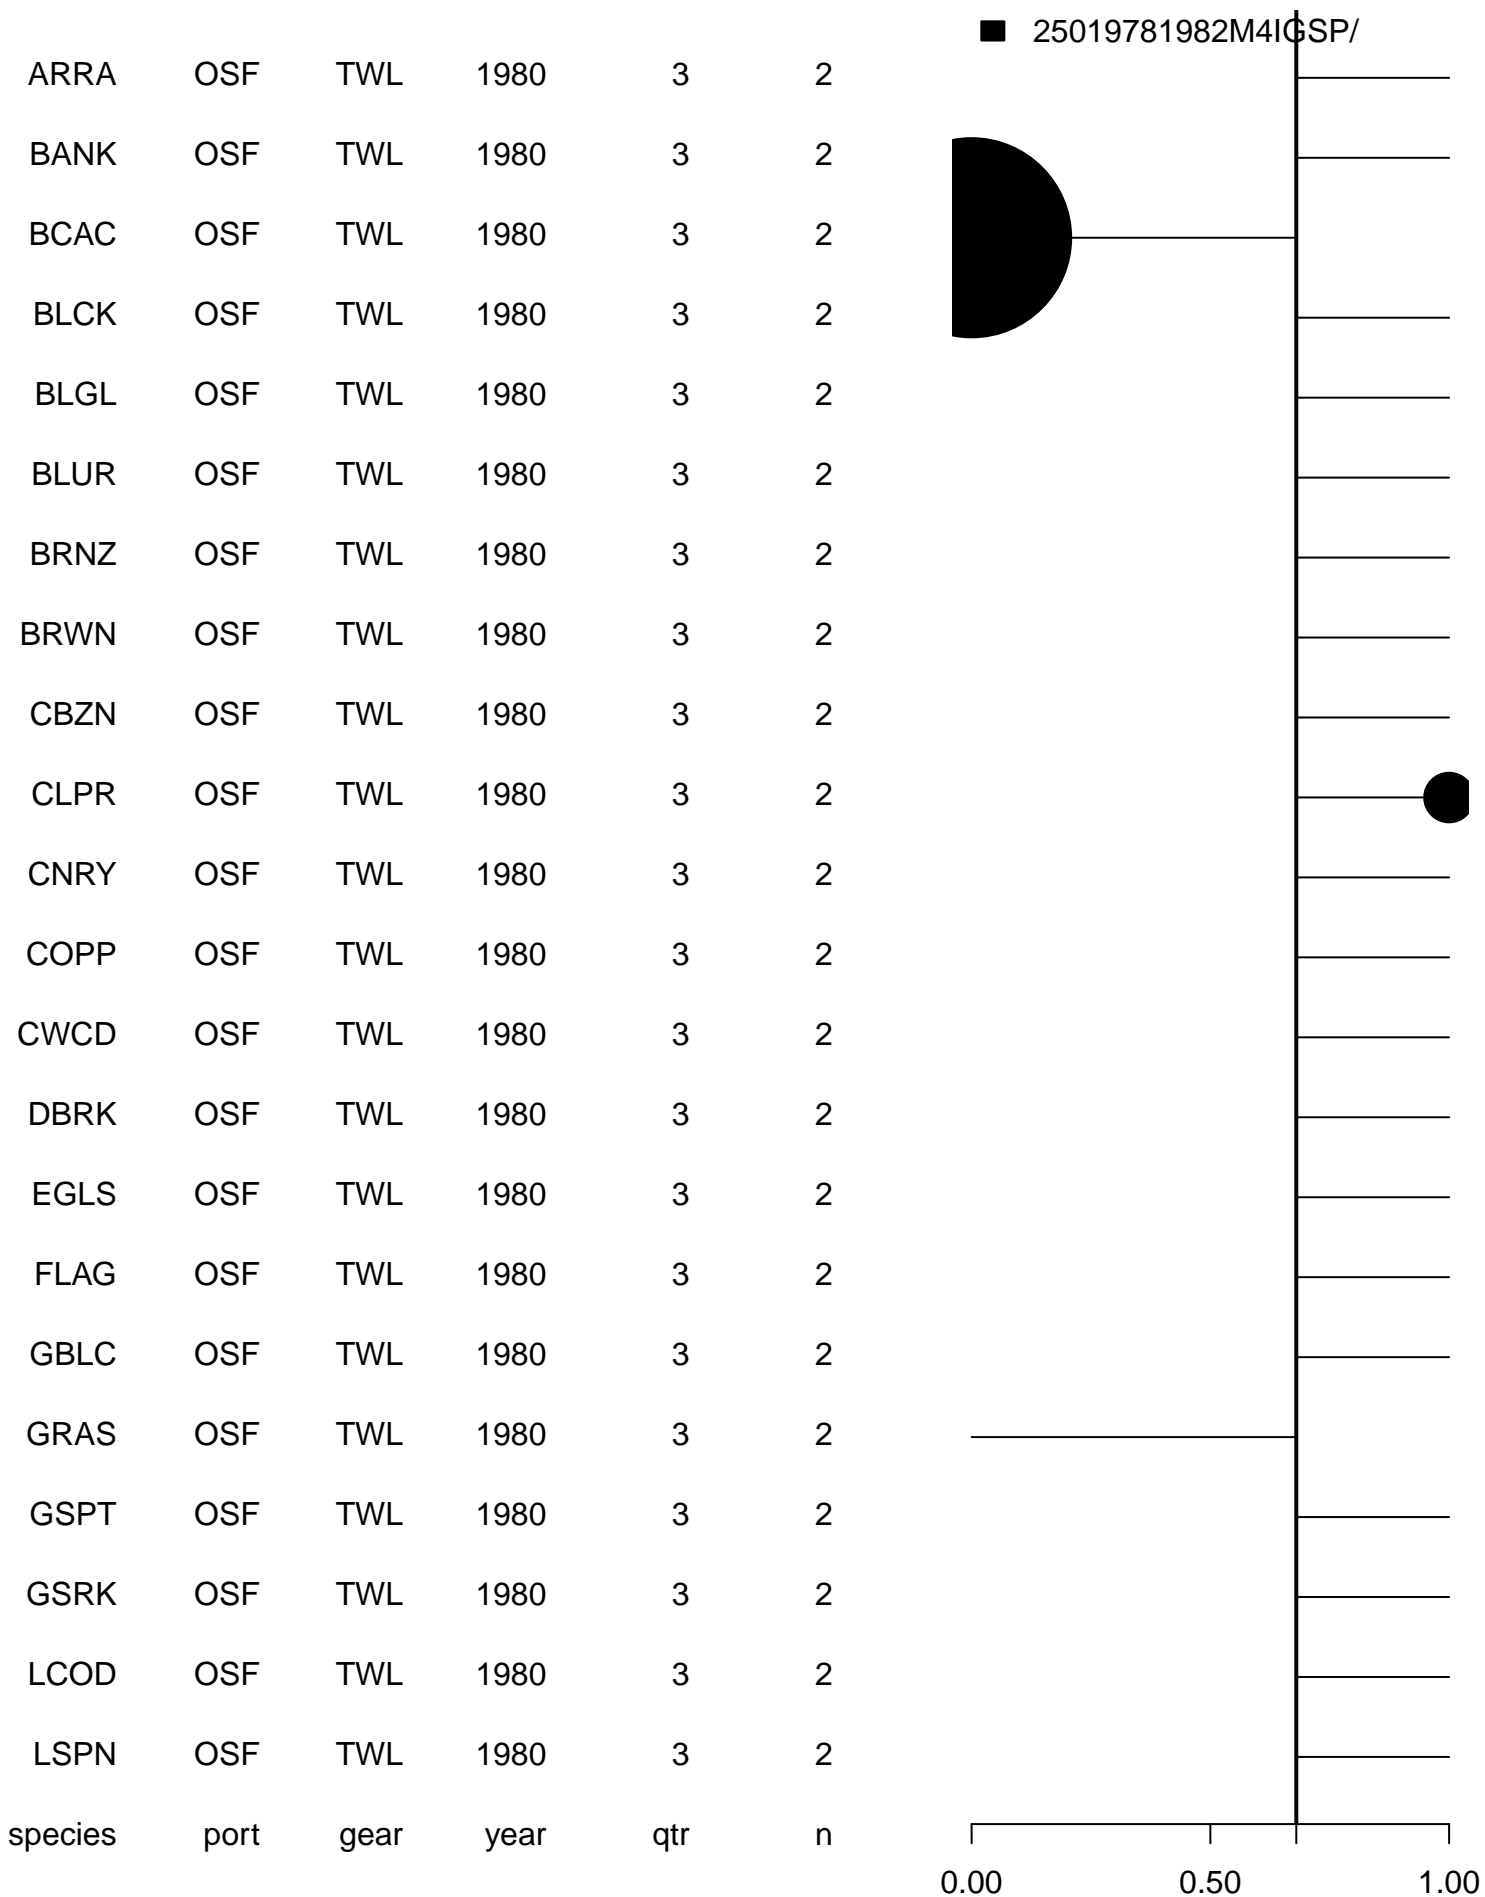 25019781982M4IGSP/
ARRA OSF TWL 1980 3 2
BANK OSF TWL 1980 3 2
BCAC OSF TWL 1980 3 2
BLCK OSF TWL 1980 3 2
BLGL OSF TWL 1980 3 2
BLUR OSF TWL 1980 3 2
BRNZ OSF TWL 1980 3 2
BRWN OSF TWL 1980 3 2
CBZN OSF TWL 1980 3 2
CLPR OSF TWL 1980 3 2
CNRY OSF TWL 1980 3 2
COPP OSF TWL 1980 3 2
CWCD OSF TWL 1980 3 2
DBRK OSF TWL 1980 3 2
EGLS OSF TWL 1980 3 2
FLAG OSF TWL 1980 3 2
GBLC OSF TWL 1980 3 2
GRAS OSF TWL 1980 3 2
GSPT OSF TWL 1980 3 2
GSRK OSF TWL 1980 3 2
LCOD OSF TWL 1980 3 2
LSPN OSF TWL 1980 3 2
species port gear year qtr n
0.00 0.50 1.00